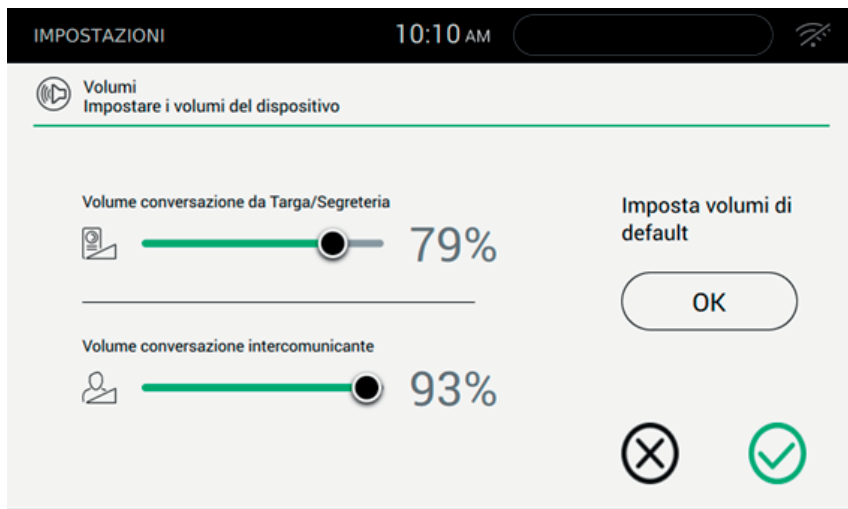 IMPOSTAZIONI 10:10 AM
Volumi
Impostare i volumi del dispositivo
Volume conversazione da Targa/Segreteria
79%
Imposta volumi di
default
OK
Volume conversazione intercomunicante
93%